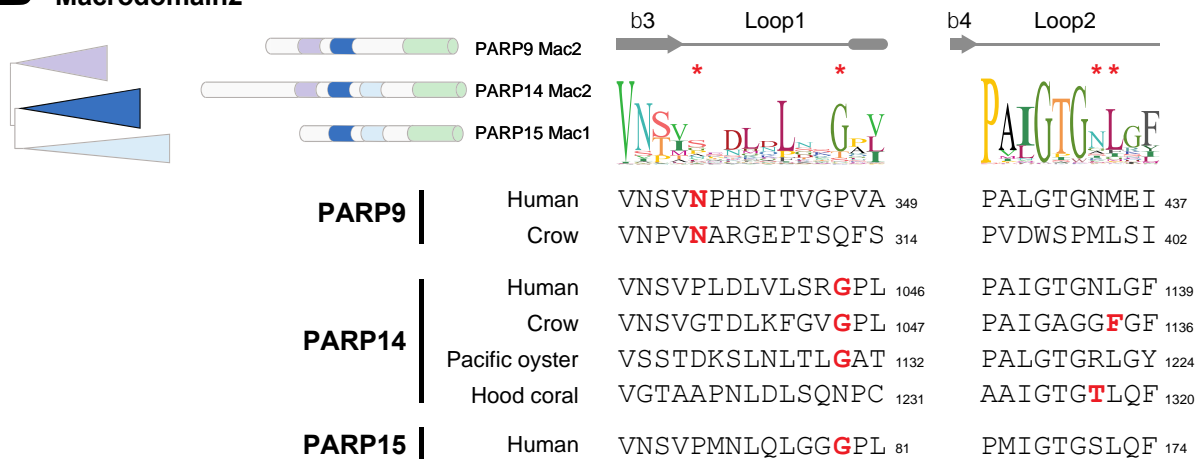 Macrodomain2
b3 Loop1 b4 Loop2
PARP9 Mac2
PARP14 Mac2
PARP15 Mac1
* * * *
PARP9
Human VNSVNPHDITVGPVA 349 PALGTGNMEI 437
Crow VNPVNARGEPTSQFS 314 PVDWSPMLSI 402
PARP14
Human VNSVPLDLVLSRGPL 1046 PAIGTGNLGF 1139
Crow VNSVGTDLKFGVGPL 1047 PAIGAGGFGF 1136
Pacific oyster VSSTDKSLNLTLGAT 1132 PALGTGRLGY 1224
Hood coral VGTAAPNLDLSQNPC 1231 AAIGTGTLQF 1320
PARP15
Human VNSVPMNLQLGGGPL 81 PMIGTGSLQF 174